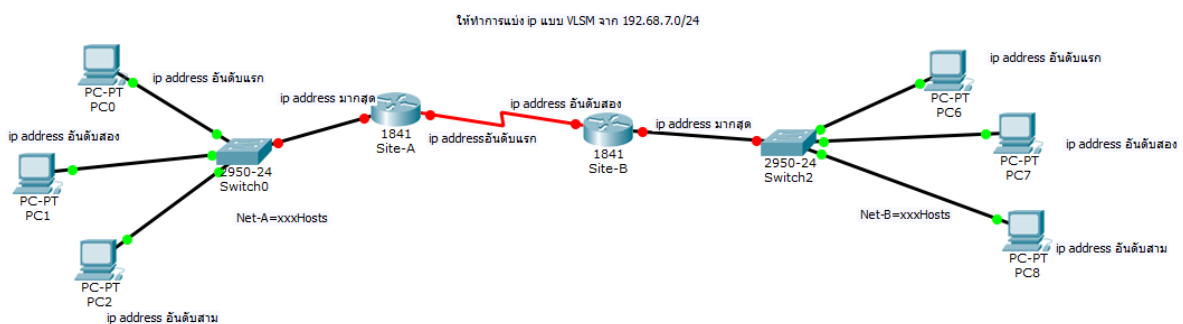 ให้ทำการแบ่ง ip แบบ VLSM จาก 192.68.7.0/24
ip address อันดับแรก
PC-PT
PC0
ip address อันดับสอง
PC-PT
PC1
2950-24
Switch0
ip address มากสุด
1841
Site-A
ip addressอันดับแรก
ip address อันดับสอง
1841
Site-B
ip address มากสุด
2950-24
Switch2
ip address อันดับแรก
PC-PT
PC6
ip address อันดับสอง
PC-PT
PC7
Net-A=xxxHosts
Net-B=xxxHosts
PC-PT
PC2
ip address อันดับสาม
ip address อันดับสาม
PC-PT
PC8